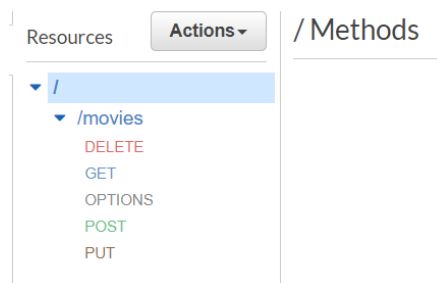 Resources
Actions
/ Methods
/
/movies
DELETE
GET
OPTIONS
POST
PUT